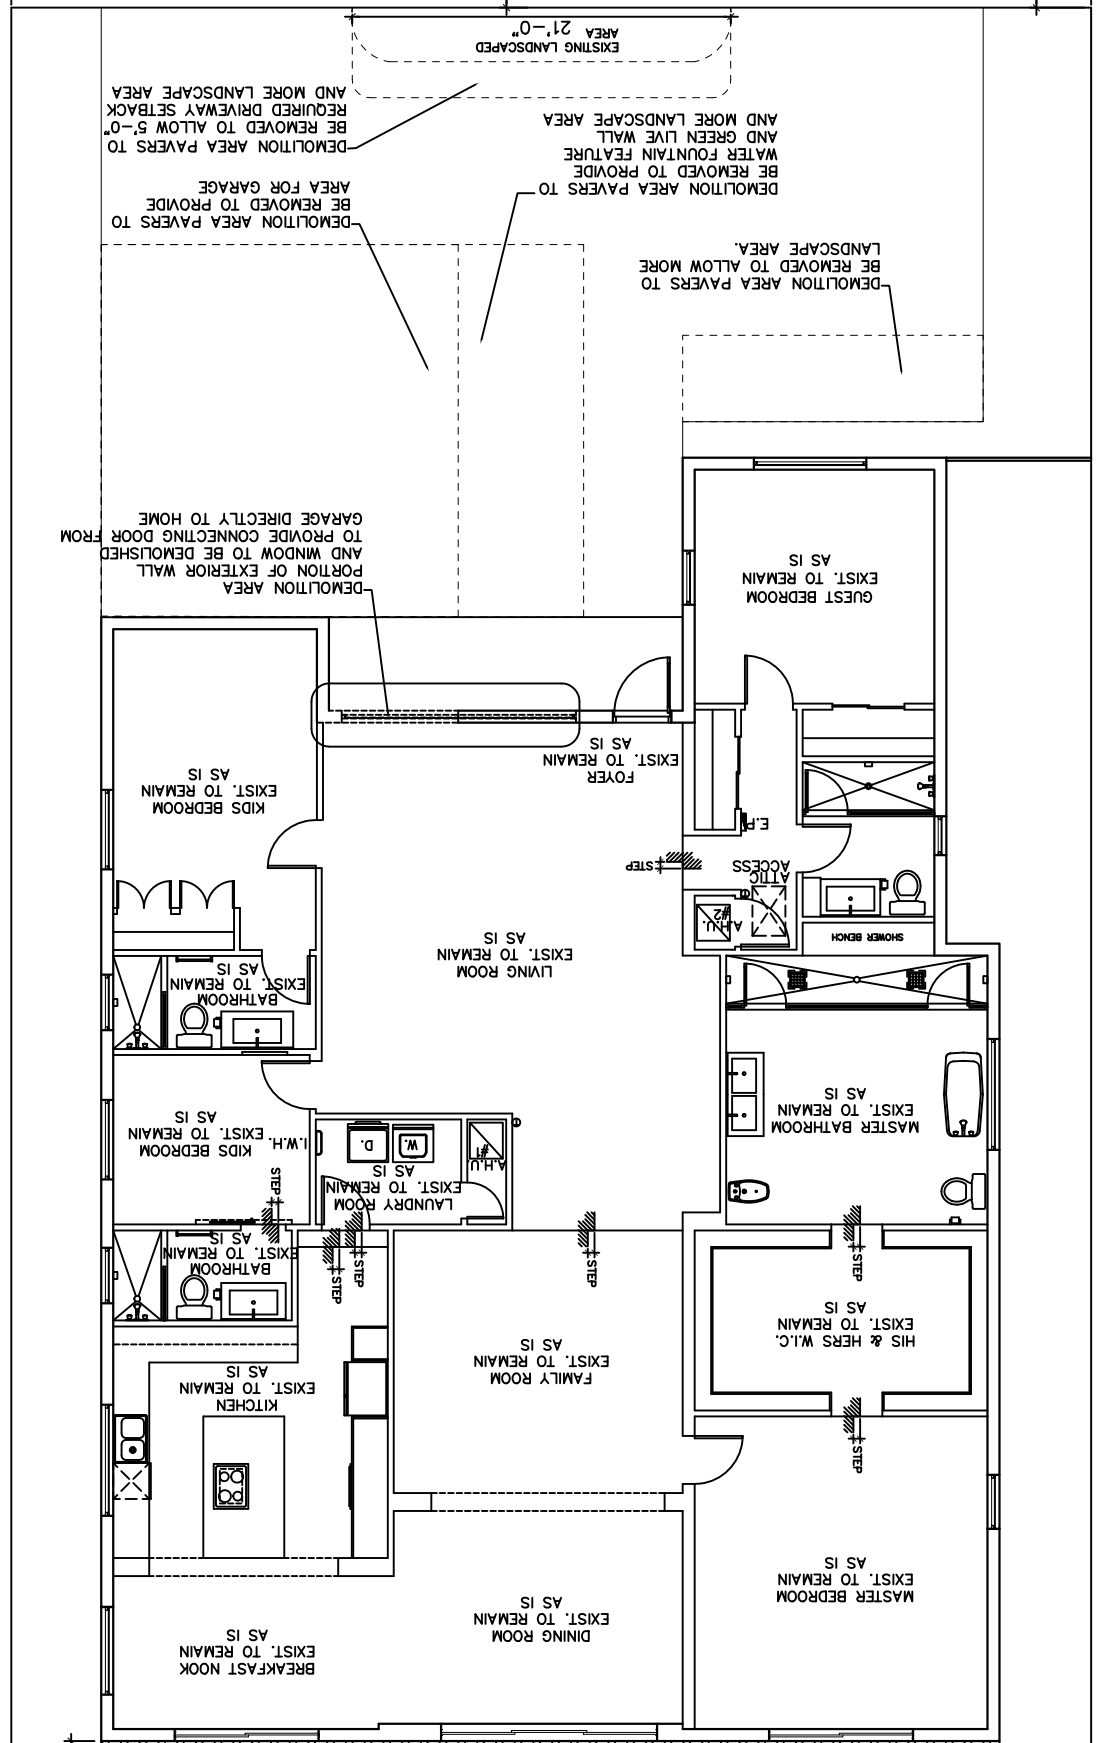 MASTER BEDROOM
EXIST. TO REMAIN
AS IS
DINING ROOM
EXIST. TO REMAIN
AS IS
BREAKFAST NOOK
EXIST. TO REMAIN
AS IS
STEP
HIS & HERS W.I.C.
EXIST. TO REMAIN
AS IS
FAMILY ROOM
EXIST. TO REMAIN
AS IS
KITCHEN
EXIST. TO REMAIN
AS IS
STEP
STEP
STEP
STEP
BATHROOM
EXIST. TO REMAIN
AS IS
MASTER BATHROOM
EXIST. TO REMAIN
AS IS
LAUNDRY ROOM
EXIST. TO REMAIN
AS IS
A.H.U.
#1
W.
D.
I.W.H.
STEP
KIDS BEDROOM
EXIST. TO REMAIN
AS IS
SHOWER BENCH
A.H.U.
#2
ATTIC
ACCESS
E.P.
STEP
LIVING ROOM
EXIST. TO REMAIN
AS IS
BATHROOM
EXIST. TO REMAIN
AS IS
FOYER
EXIST. TO REMAIN
AS IS
KIDS BEDROOM
EXIST. TO REMAIN
AS IS
GUEST BEDROOM
EXIST. TO REMAIN
AS IS
DEMOLITION AREA
PORTION OF EXTERIOR WALL
AND WINDOW TO BE DEMOLISHED
TO PROVIDE CONNECTING DOOR FROM
GARAGE DIRECTLY TO HOME
DEMOLITION AREA PAVERS TO
BE REMOVED TO ALLOW MORE
LANDSCAPE AREA.
DEMOLITION AREA PAVERS TO
BE REMOVED TO PROVIDE
AREA FOR GARAGE
DEMOLITION AREA PAVERS TO
BE REMOVED TO PROVIDE
WATER FOUNTAIN FEATURE
AND GREEN LIVE WALL
AND MORE LANDSCAPE AREA
DEMOLITION AREA PAVERS TO
BE REMOVED TO ALLOW 5'-0"
REQUIRED DRIVEWAY SETBACK
AND MORE LANDSCAPE AREA
EXISTING LANDSCAPED
AREA
21'-0"